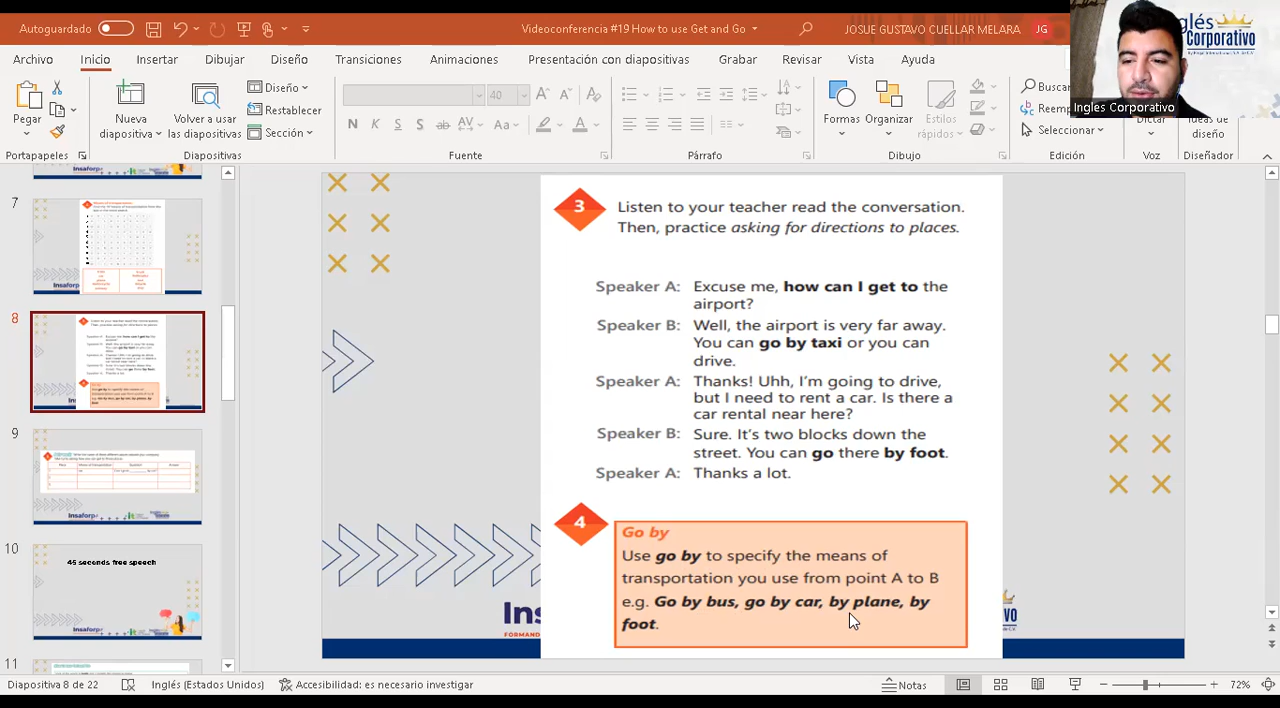 Autoguardado
Videoconferencia #19 How to use Get and Go
JOSUE GUSTAVO CUELLAR MELARA
JG
Archivo Inicio Insertar Dibujar Diseño Transiciones Animacion Presentación con diapositivas Grabar Revisar Vista Ayuda
Inglés
Corporativo
Ingles Corporativo
Pegar
Nueva
diapositiva
Volver a usar
las diapositivas
Diseño
Restablecer
Sección
40
N K S S ab AV Aa A
Formas Organizar Estilos
rápidos
Buscar
Reemp
Seleccionar
Dictar
Ideas de
diseño
Portapapeles Diapositivas Fuente Párrafo Dibujo Edición Voz Diseñador
7
8
9
10
45 seconds free speech
11
3
Listen to your teacher read the conversation.
Then, practice asking for directions to places.
Speaker A: Excuse me, how can I get to the
airport?
Speaker B: Well, the airport is very far away.
You can go by taxi or you can
drive.
Speaker A: Thanks! Uhh, I'm going to drive,
but I need to rent a car. Is there a
car rental near here?
Speaker B: Sure. It's two blocks down the
street. You can go there by foot.
Speaker A: Thanks a lot.
4
Go by
Use go by to specify the means of
transportation you use from point A to B
e.g. Go by bus, go by car, by plane, by
foot.
Ins
FORMAND
Diapositiva 8 de 22
Inglés (Estados Unidos)
Accesibilidad: es necesario investigar
Notas
72%